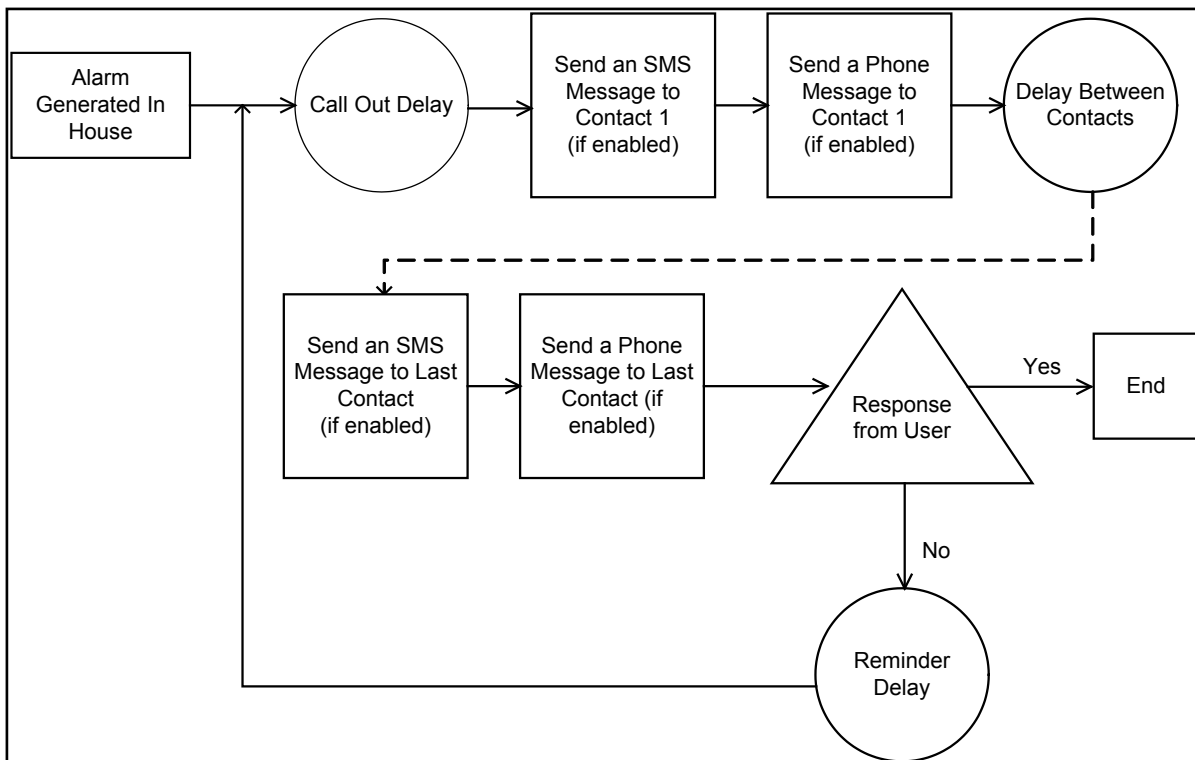 Alarm
Generated In
House
Call Out Delay
Send an SMS
Message to
Contact 1
(if enabled)
Send a Phone
Message to
Contact 1
(if enabled)
Delay Between
Contacts
Send an SMS
Message to Last
Contact
(if enabled)
Send a Phone
Message to Last
Contact (if
enabled)
Response
from User
Yes
End
No
Reminder
Delay